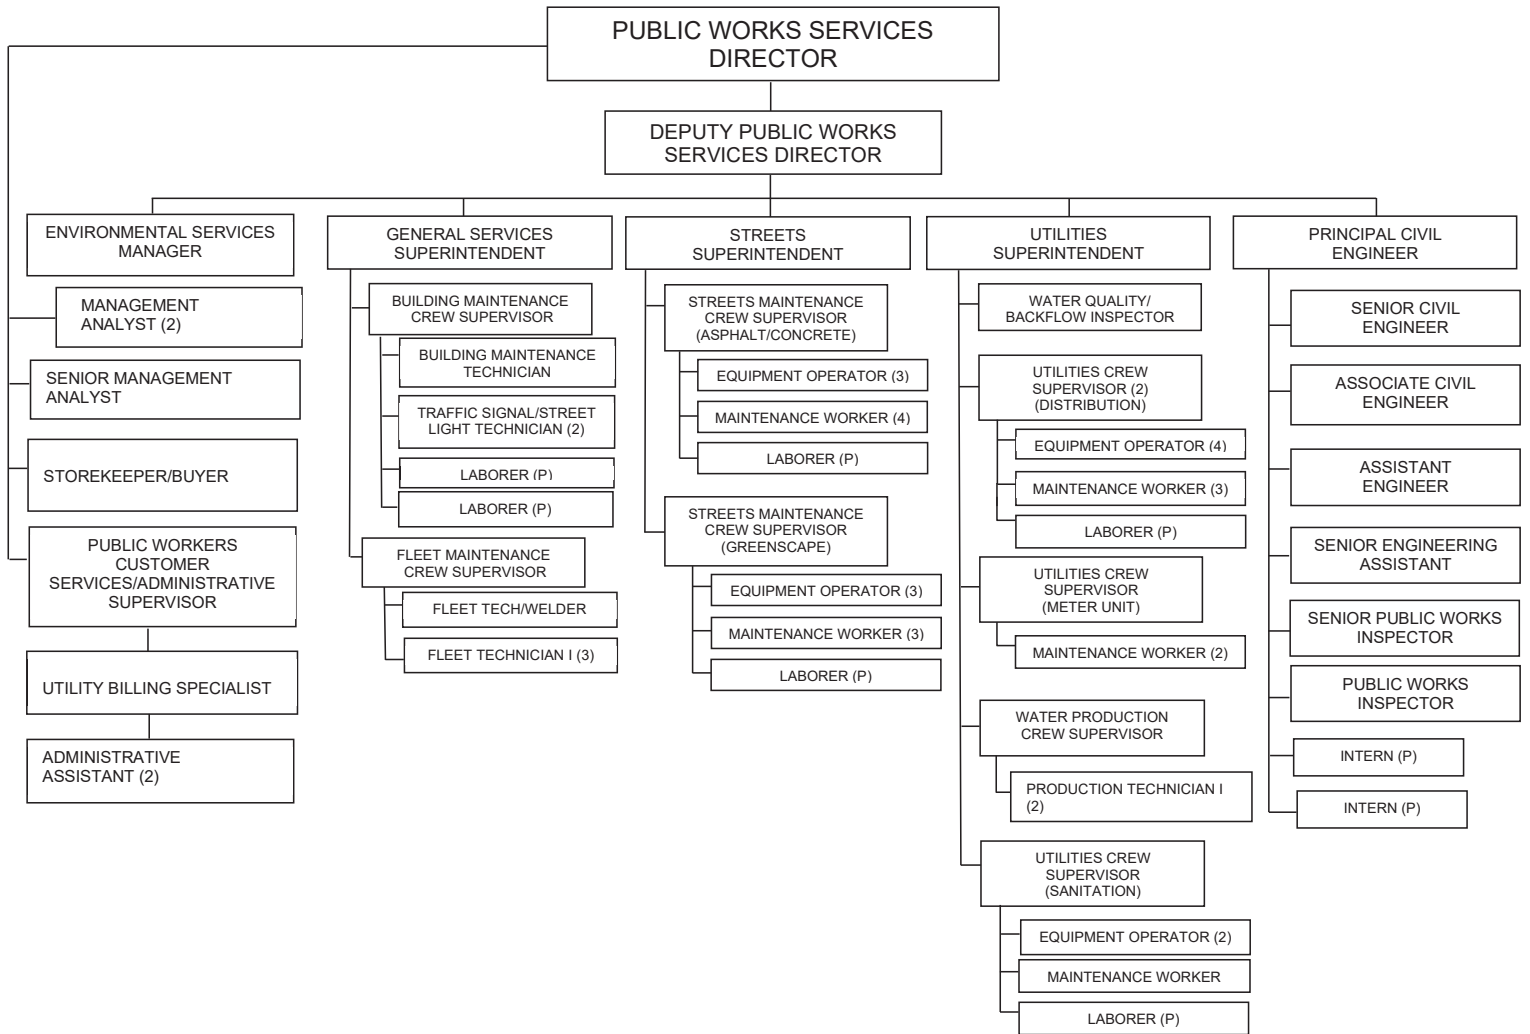 PUBLIC WORKS SERVICES
DIRECTOR
DEPUTY PUBLIC WORKS
SERVICES DIRECTOR
ENVIRONMENTAL SERVICES
MANAGER
MANAGEMENT
ANALYST (2)
SENIOR MANAGEMENT
ANALYST
STOREKEEPER/BUYER
PUBLIC WORKERS
CUSTOMER
SERVICES/ADMINISTRATIVE
SUPERVISOR
UTILITY BILLING SPECIALIST
ADMINISTRATIVE
ASSISTANT (2)
GENERAL SERVICES
SUPERINTENDENT
BUILDING MAINTENANCE
CREW SUPERVISOR
BUILDING MAINTENANCE
TECHNICIAN
TRAFFIC SIGNAL/STREET
LIGHT TECHNICIAN (2)
LABORER (P)
LABORER (P)
FLEET MAINTENANCE
CREW SUPERVISOR
FLEET TECH/WELDER
FLEET TECHNICIAN I (3)
STREETS
SUPERINTENDENT
STREETS MAINTENANCE
CREW SUPERVISOR
(ASPHALT/CONCRETE)
EQUIPMENT OPERATOR (3)
MAINTENANCE WORKER (4)
LABORER (P)
STREETS MAINTENANCE
CREW SUPERVISOR
(GREENSCAPE)
EQUIPMENT OPERATOR (3)
MAINTENANCE WORKER (3)
LABORER (P)
UTILITIES
SUPERINTENDENT
WATER QUALITY/
BACKFLOW INSPECTOR
UTILITIES CREW
SUPERVISOR (2)
(DISTRIBUTION)
EQUIPMENT OPERATOR (4)
MAINTENANCE WORKER (3)
LABORER (P)
UTILITIES CREW
SUPERVISOR
(METER UNIT)
MAINTENANCE WORKER (2)
WATER PRODUCTION
CREW SUPERVISOR
PRODUCTION TECHNICIAN I
(2)
UTILITIES CREW
SUPERVISOR
(SANITATION)
EQUIPMENT OPERATOR (2)
MAINTENANCE WORKER
LABORER (P)
PRINCIPAL CIVIL
ENGINEER
SENIOR CIVIL
ENGINEER
ASSOCIATE CIVIL
ENGINEER
ASSISTANT
ENGINEER
SENIOR ENGINEERING
ASSISTANT
SENIOR PUBLIC WORKS
INSPECTOR
PUBLIC WORKS
INSPECTOR
INTERN (P)
INTERN (P)